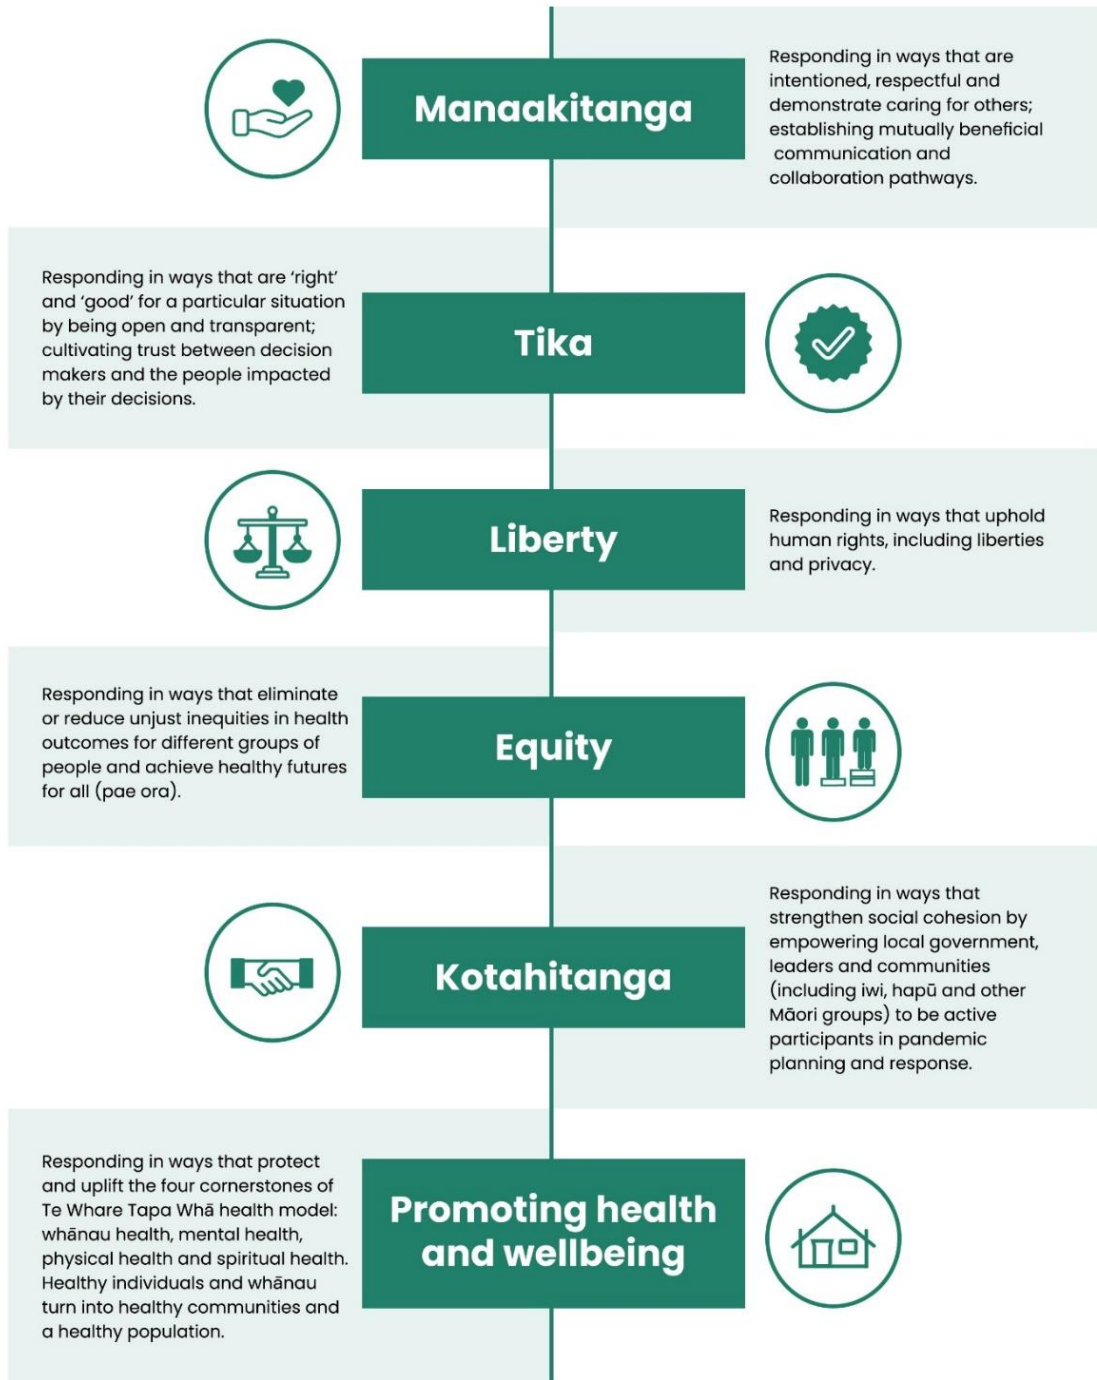 Manaakitanga
Responding in ways that are
intentioned, respectful and
demonstrate caring for others;
establishing mutually beneficial
communication and
collaboration pathways.
Tika
Responding in ways that are ‘right’
and ‘good’ for a particular situation
by being open and transparent;
cultivating trust between decision
makers and the people impacted
by their decisions.
Liberty
Responding in ways that uphold
human rights, including liberties
and privacy.
Equity
Responding in ways that eliminate
or reduce unjust inequities in health
outcomes for different groups of
people and achieve healthy futures
for all (pae ora).
Kotahitanga
Responding in ways that
strengthen social cohesion by
empowering local government,
leaders and communities
(including iwi, hapū and other
Māori groups) to be active
participants in pandemic
planning and response.
Promoting health
and wellbeing
Responding in ways that protect
and uplift the four cornerstones of
Te Whare Tapa Whā health model:
whānau health, mental health,
physical health and spiritual health.
Healthy individuals and whānau
turn into healthy communities and
a healthy population.